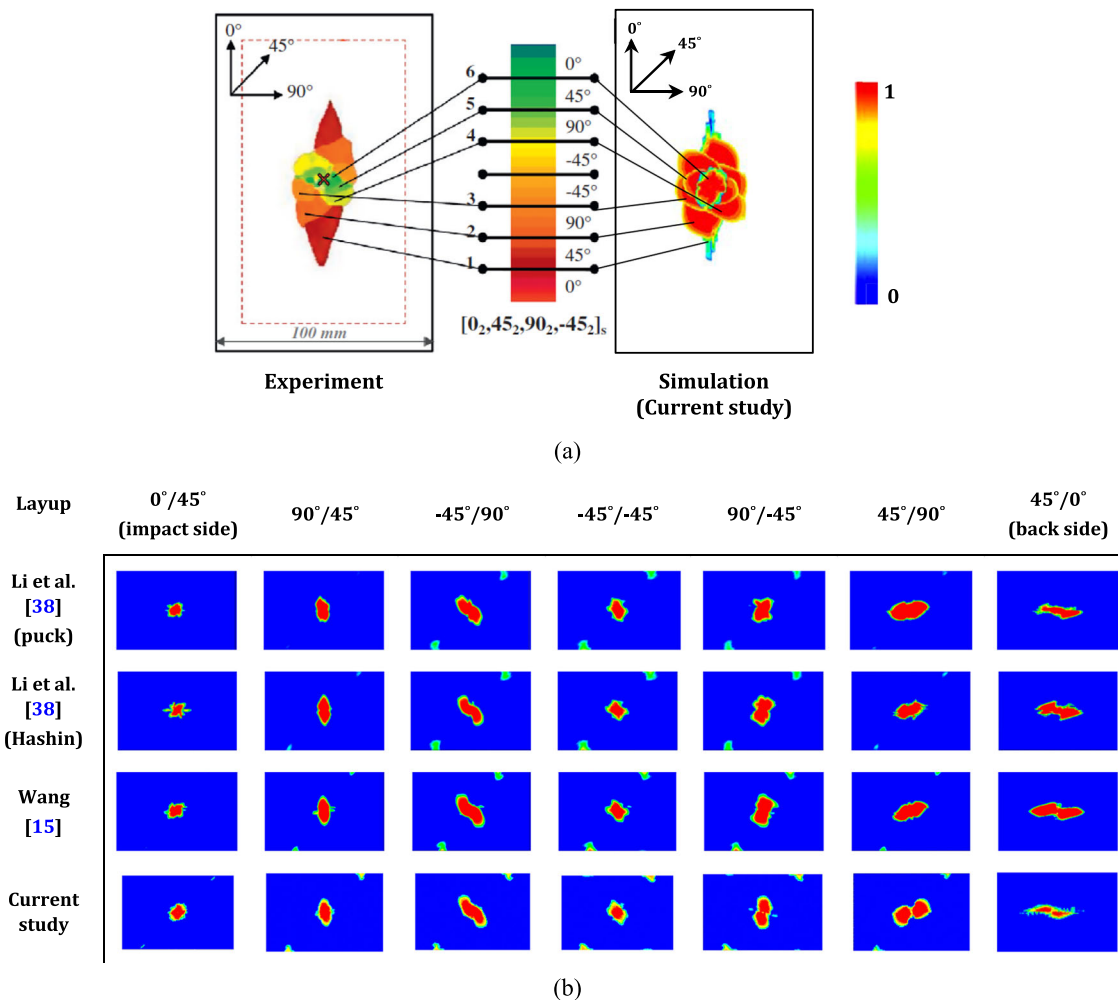 0°
45°
90°
6
5
4
3
2
1
0°
45°
90°
-45°
-45°
90°
45°
0°
[0₂,45₂,90₂,-45₂]ₛ
100 mm
0°
45°
90°
1
0
Experiment
Simulation
(Current study)
(a)
Layup
0°/45°
(impact side)
90°/45°
-45°/90°
-45°/-45°
90°/-45°
45°/90°
45°/0°
(back side)
Li et al.
[38]
(puck)
Li et al.
[38]
(Hashin)
Wang
[15]
Current
study
(b)